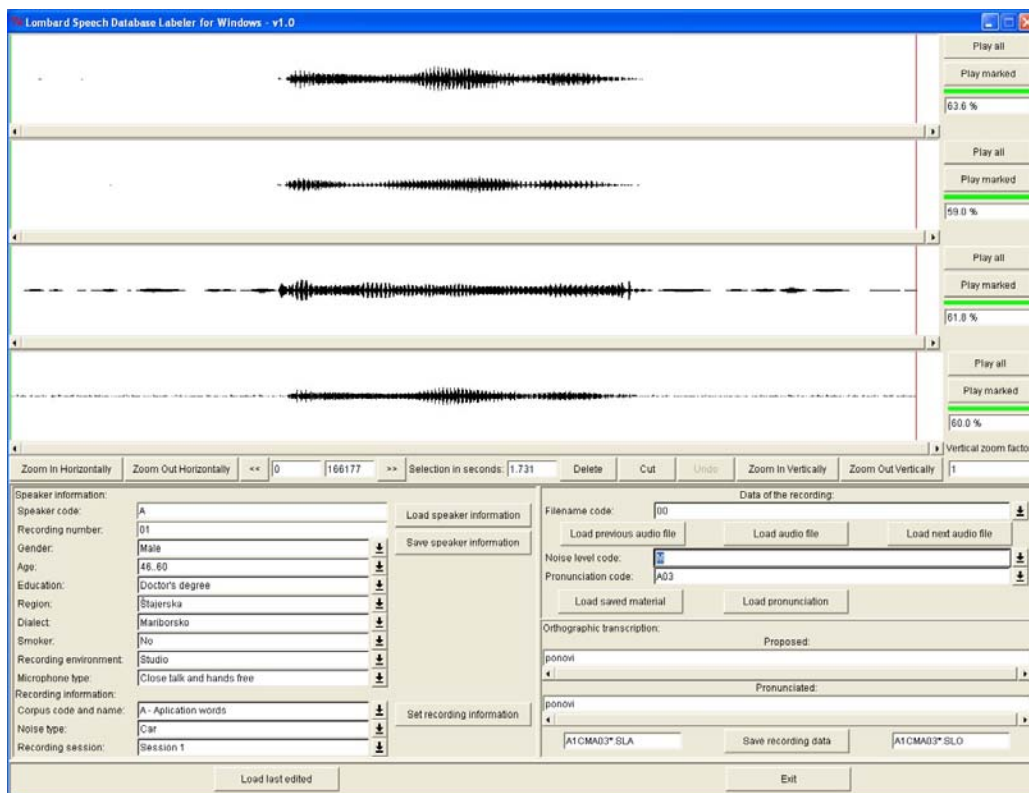 Lombard Speech Database Labeler for Windows - v1.0
Play all
Play marked
63.6 %
Play all
Play marked
59.0 %
Play all
Play marked
61.8 %
Play all
Play marked
60.0 %
Vertical zoom facto
Zoom In Horizontally Zoom Out Horizontally << 0 166177 >> Selection in seconds: 1.731 Delete Cut Undo Zoom In Vertically Zoom Out Vertically 1
Speaker information:
Speaker code: A
Recording number: 01
Gender: Male
Age: 46..60
Education: Doctor's degree
Region: Štajerska
Dialect: Mariborsko
Smoker: No
Recording environment: Studio
Microphone type: Close talk and hands free
Load speaker information
Save speaker information
Recording information:
Corpus code and name: A - Aplication words
Noise type: Car
Recording session: Session 1
Set recording information
Data of the recording:
Filename code: 00
Load previous audio file Load audio file Load next audio file
Noise level code: M
Pronunciation code: A03
Load saved material Load pronunciation
Orthographic transcription:
Proposed:
ponovi
Pronunciated:
ponovi
A1CMA03*.SLA Save recording data A1CMA03*.SLO
Load last edited Exit